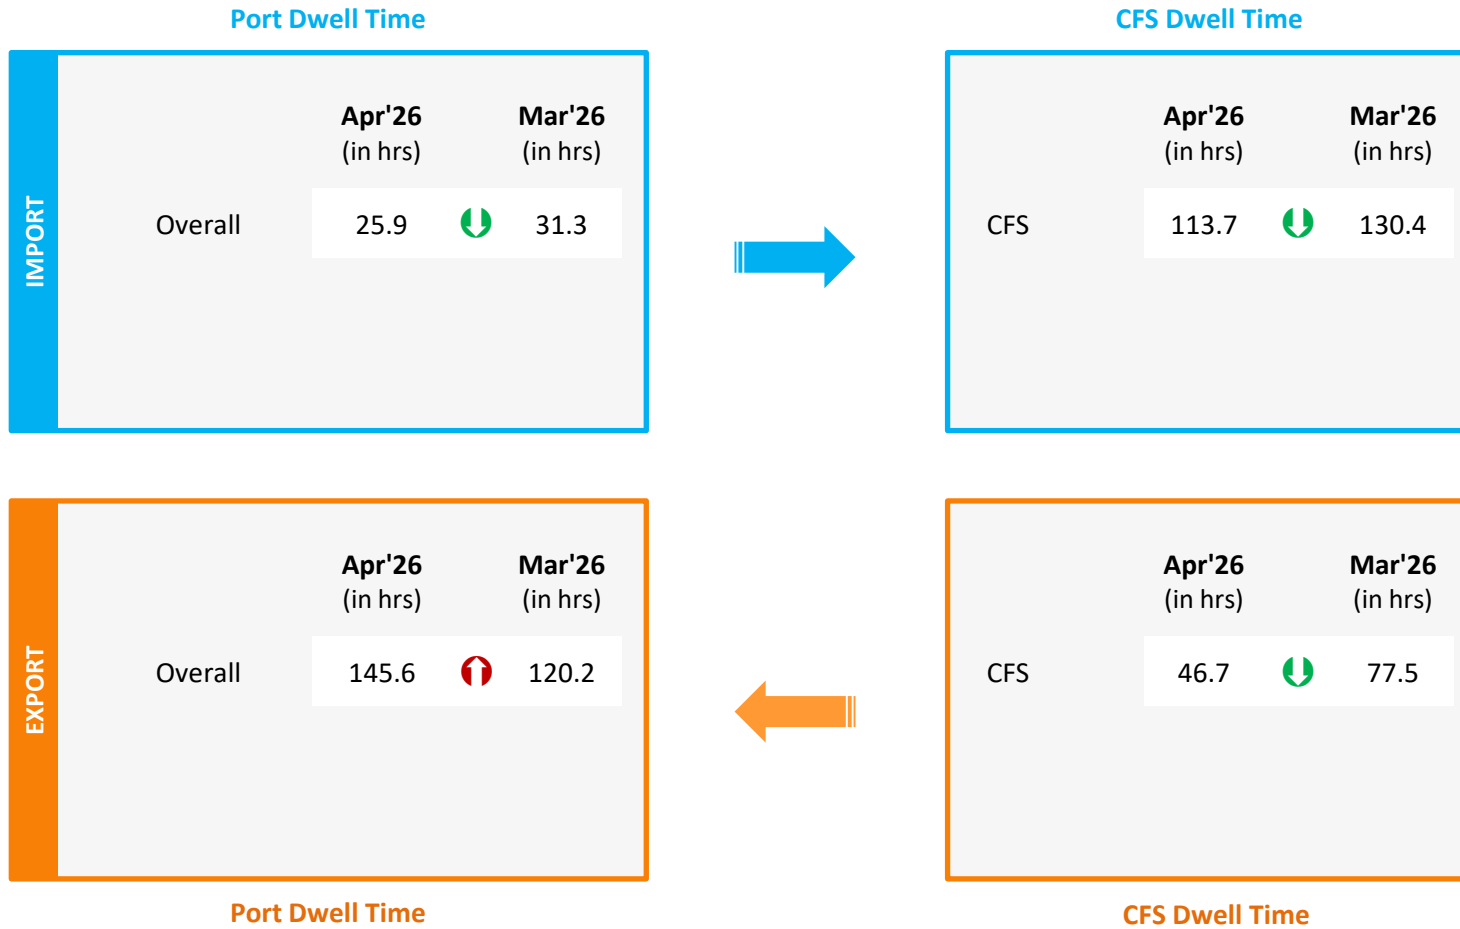 Port Dwell Time
CFS Dwell Time
IMPORT
Apr'26 Mar'26
(in hrs) (in hrs)
Overall 25.9 31.3
Apr'26 Mar'26
(in hrs) (in hrs)
CFS 113.7 130.4
EXPORT
Apr'26 Mar'26
(in hrs) (in hrs)
Overall 145.6 120.2
Apr'26 Mar'26
(in hrs) (in hrs)
CFS 46.7 77.5
Port Dwell Time
CFS Dwell Time